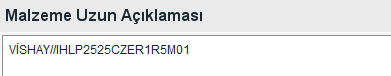 Malzeme Uzun Açıklaması
VİSHAY//IHLP2525CZER1R5M01